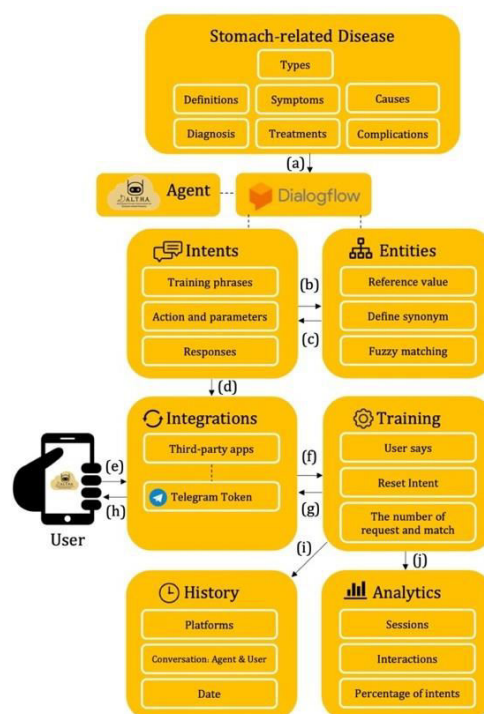 Stomach-related Disease
Types
Definitions
Symptoms
Causes
Diagnosis
Treatments
Complications
(a)
Agent
Dialogflow
Intents
Training phrases
Action and parameters
Responses
(b)
(c)
Entities
Reference value
Define synonym
Fuzzy matching
(d)
Integrations
Third-party apps
Telegram Token
(e)
(h)
User
(f)
(g)
Training
User says
Reset Intent
The number of
request and match
(i)
(j)
History
Platforms
Conversation: Agent & User
Date
Analytics
Sessions
Interactions
Percentage of intents